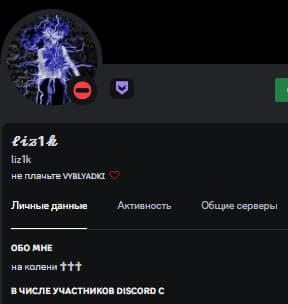 𝓵𝓲𝔃1𝓴
liz1k
не плачьте VYBLYADKI ♡
Личные данные
Активность
Общие серверы
ОБО МНЕ
на колени ✝✝✝
В ЧИСЛЕ УЧАСТНИКОВ DISCORD С